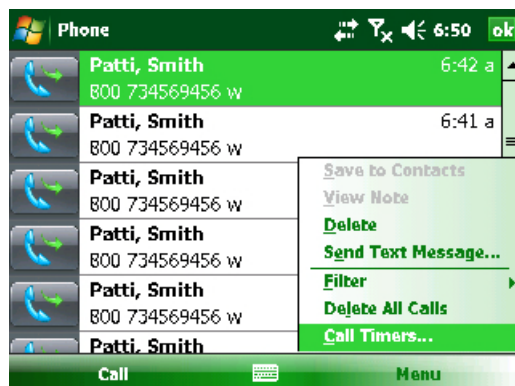 Phone 6:50 ok
Patti, Smith 6:42 a
800 734569456 w
Patti, Smith 6:41 a
800 734569456 w
Patti, Smith
800 734569456 w
Patti, Smith
800 734569456 w
Patti, Smith
800 734569456 w
Patti, Smith
Save to Contacts
View Note
Delete
Send Text Message...
Filter
Delete All Calls
Call Timers...
Call Menu